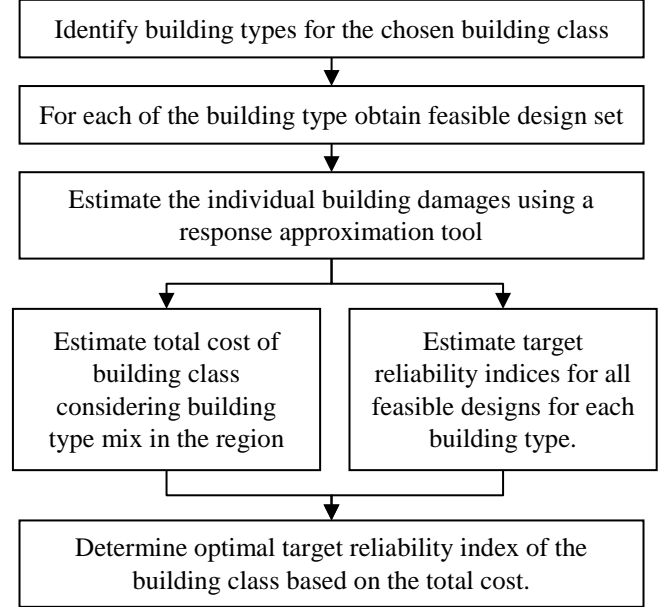 Identify building types for the chosen building class
For each of the building type obtain feasible design set
Estimate the individual building damages using a
response approximation tool
Estimate total cost of
building class
considering building
type mix in the region
Estimate target
reliability indices for all
feasible designs for each
building type.
Determine optimal target reliability index of the
building class based on the total cost.